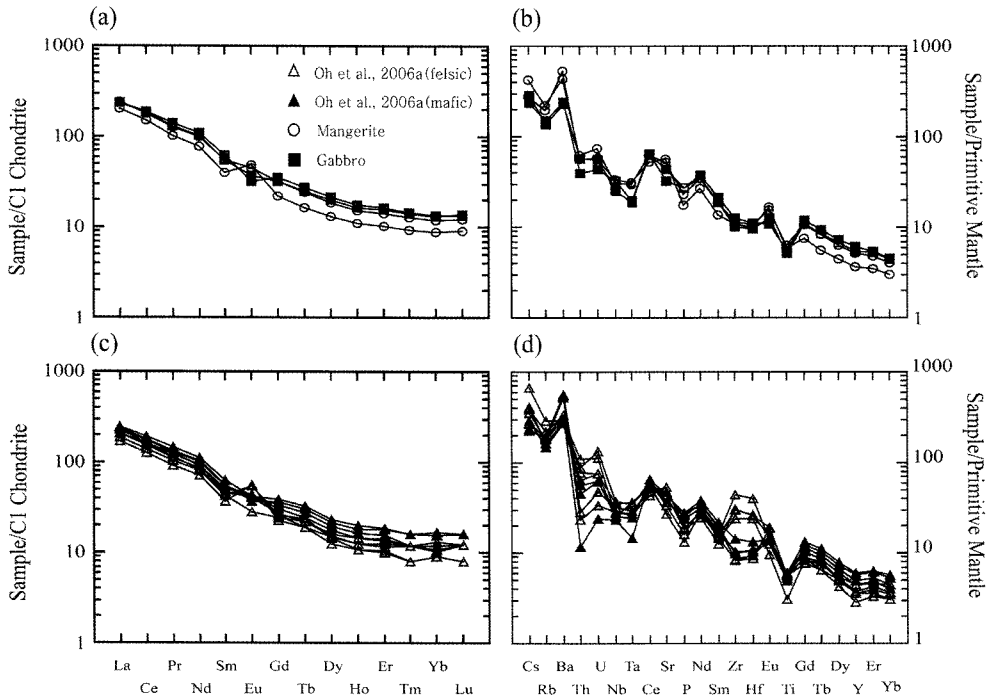 (a)
1000
100
10
1
Sample/C1 Chondrite
Oh et al., 2006a(felsic)
Oh et al., 2006a(mafic)
Mangerite
Gabbro
(b)
1000
100
10
1
Sample/Primitive Mantle
(c)
1000
100
10
1
Sample/C1 Chondrite
La Pr Sm Gd Dy Er Yb
Ce Nd Eu Tb Ho Tm Lu
(d)
1000
100
10
1
Sample/Primitive Mantle
Cs Ba U Ta Sr Nd Zr Eu Gd Dy Er
Rb Th Nb Ce P Sm Hf Ti Tb Y Yb